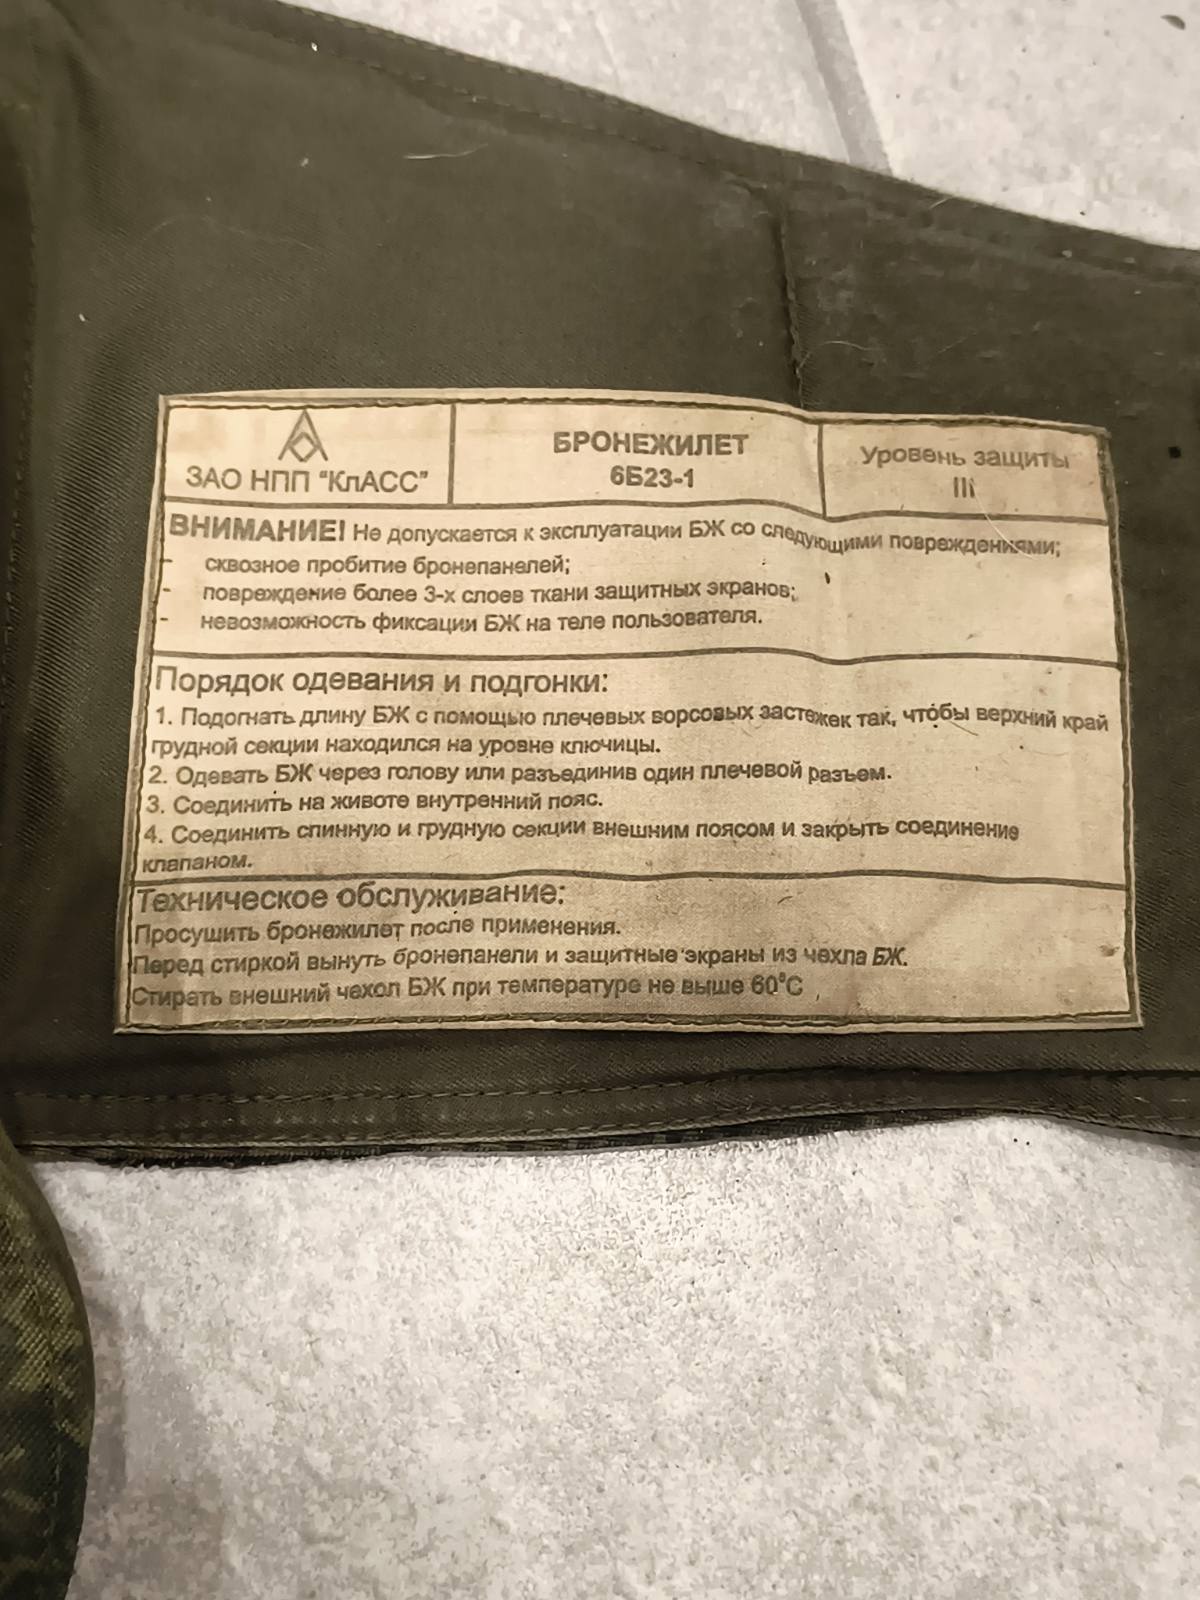 ЗАО НПП "КлАСС"
БРОНЕЖИЛЕТ
6Б23-1
Уровень защиты
III
ВНИМАНИЕ! Не допускается к эксплуатации БЖ со следующими повреждениями;
- сквозное пробитие бронепанелей;
- повреждение более 3-х слоев ткани защитных экранов;
- невозможность фиксации БЖ на теле пользователя.
Порядок одевания и подгонки:
1. Подогнать длину БЖ с помощью плечевых ворсовых застежек так, чтобы верхний край
грудной секции находился на уровне ключицы.
2. Одевать БЖ через голову или разъединив один плечевой разъем.
3. Соединить на животе внутренний пояс.
4. Соединить спинную и грудную секции внешним поясом и закрыть соединение
клапаном.
Техническое обслуживание:
Просушить бронежилет после применения.
Перед стиркой вынуть бронепанели и защитные экраны из чехла БЖ.
Стирать внешний чехол БЖ при температуре не выше 60°С